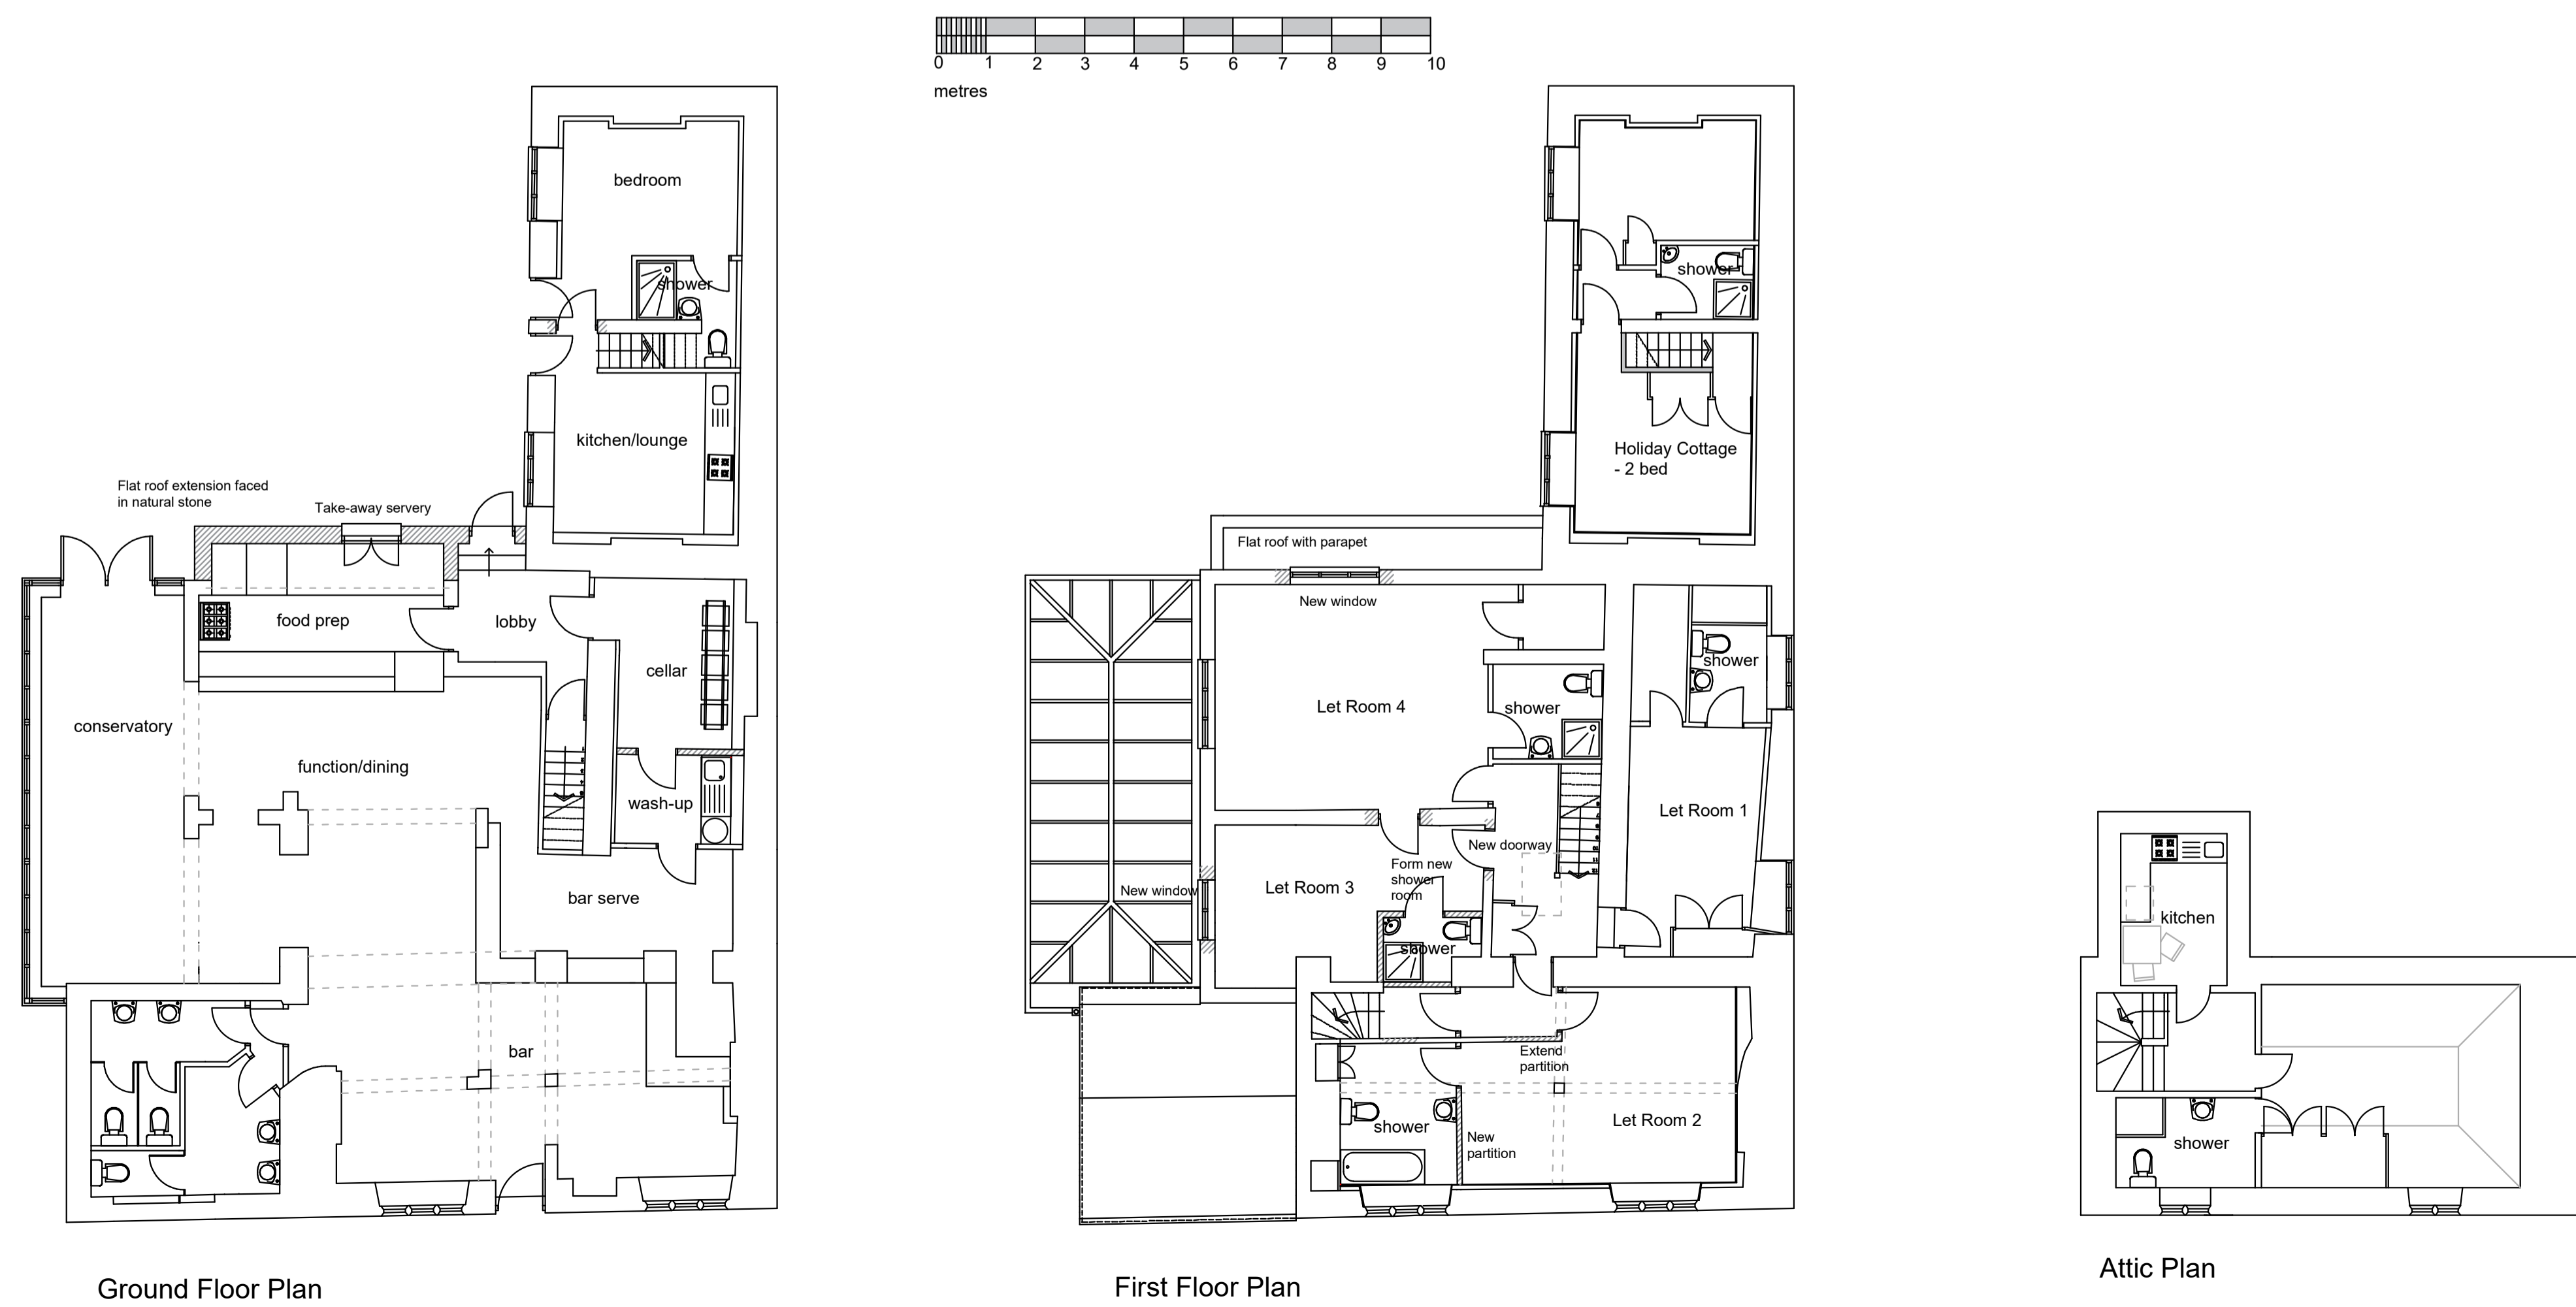 0 1 2 3 4 5 6 7 8 9 10
metres
bedroom
shower
kitchen/lounge
Flat roof extension faced
in natural stone
Take-away servery
food prep
lobby
cellar
conservatory
function/dining
wash-up
bar serve
bar
Ground Floor Plan
shower
Holiday Cottage
- 2 bed
Flat roof with parapet
New window
shower
Let Room 4
shower
Let Room 1
New doorway
Form new
shower
room
Let Room 3
New window
shower
Extend
partition
Let Room 2
shower
New
partition
First Floor Plan
kitchen
shower
Attic Plan